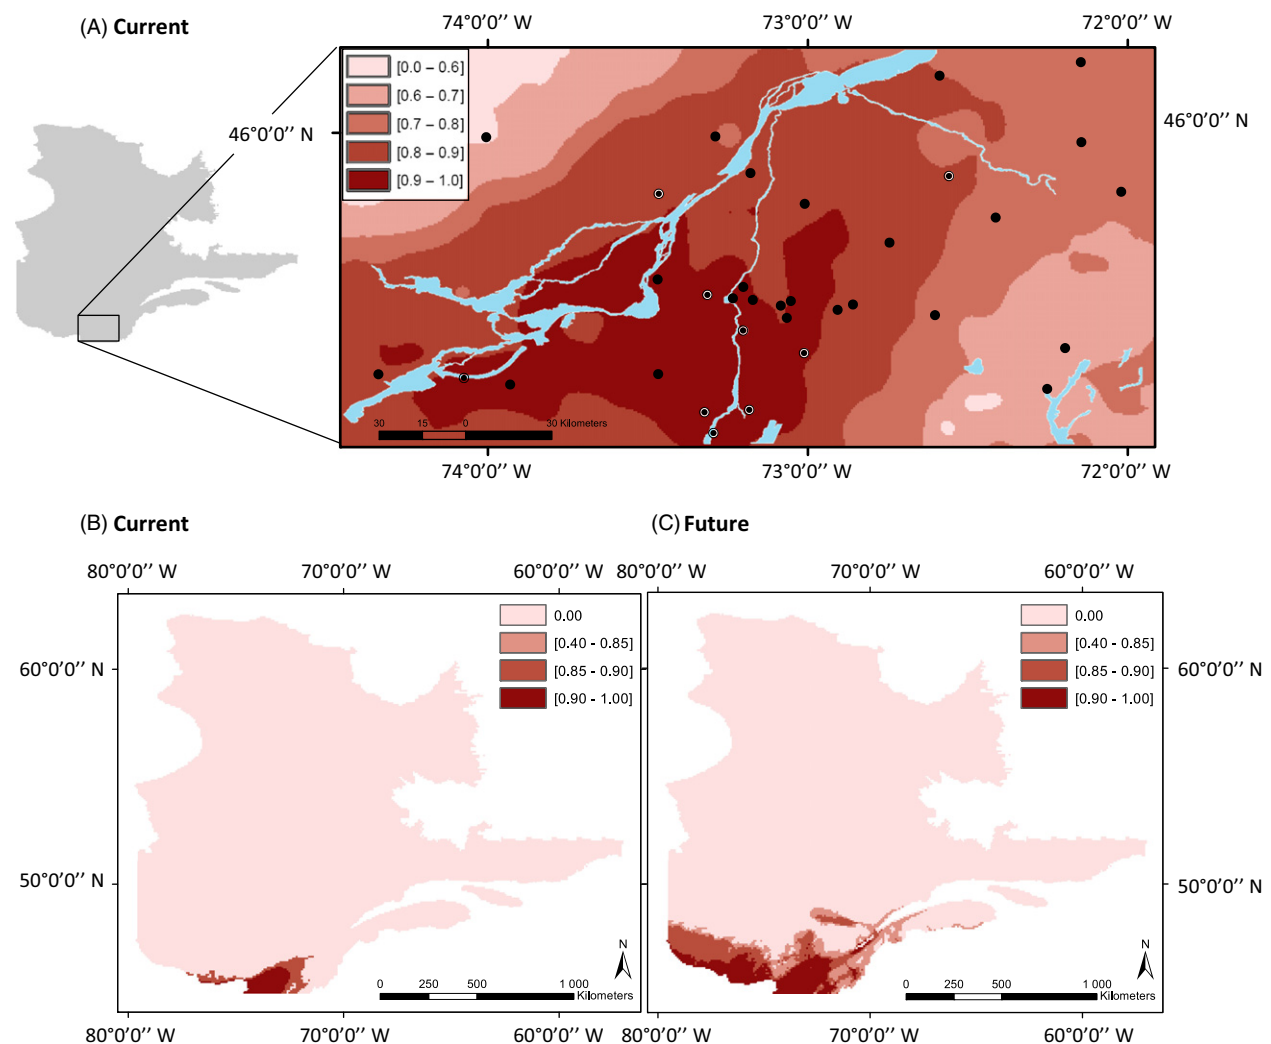 (A) Current
74°0'0'' W 73°0'0'' W 72°0'0'' W
[0.0 – 0.6]
[0.6 – 0.7]
[0.7 – 0.8]
[0.8 – 0.9]
[0.9 – 1.0]
46°0'0'' N 46°0'0'' N
30 15 0 30 Kilometers
74°0'0'' W 73°0'0'' W 72°0'0'' W
(B) Current
80°0'0'' W 70°0'0'' W 60°0'0'' W
0.00
[0.40 - 0.85]
[0.85 - 0.90]
[0.90 - 1.00]
60°0'0'' N
50°0'0'' N
N
0 250 500 1 000
Kilometers
80°0'0'' W 70°0'0'' W 60°0'0'' W
(C) Future
80°0'0'' W 70°0'0'' W 60°0'0'' W
0.00
[0.40 - 0.85]
[0.85 - 0.90]
[0.90 - 1.00]
60°0'0'' N
50°0'0'' N
N
0 250 500 1 000
Kilometers
80°0'0'' W 70°0'0'' W 60°0'0'' W